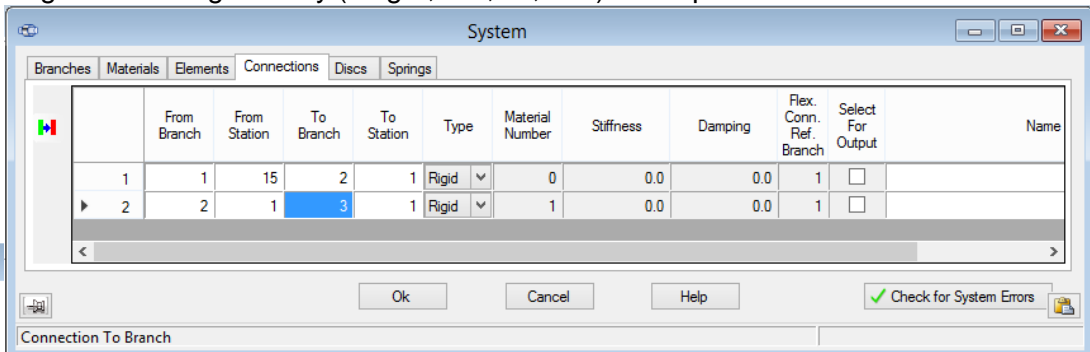 System
Branches Materials Elements Connections Discs Springs
From Branch From Station To Branch To Station Type Material Number Stiffness Damping Flex. Conn. Ref. Branch Select For Output Name
1 1 15 2 1 Rigid 0 0.0 0.0 1
2 2 1 3 1 Rigid 1 0.0 0.0 1
Ok Cancel Help Check for System Errors
Connection To Branch